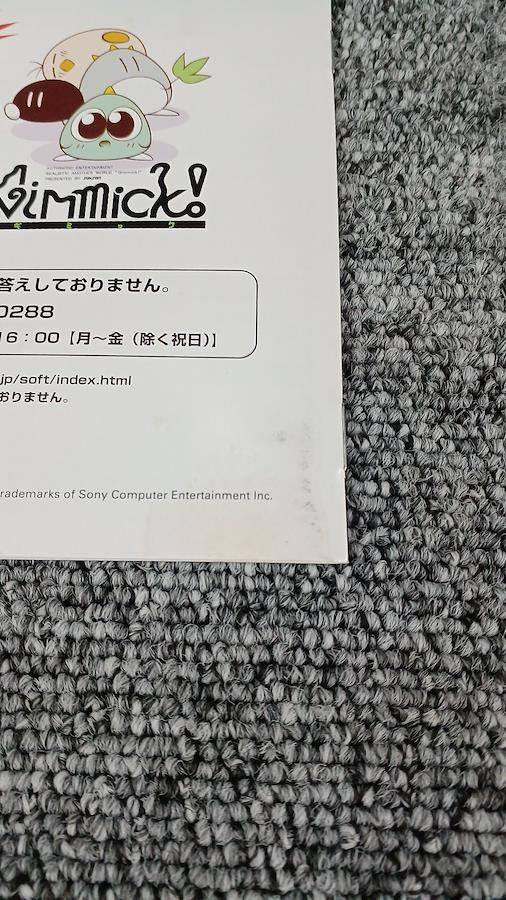 AUTHENTIC ENTERTAINMENT
REALISTIC ANOTHER WORLD "Gimmick!"
PRESENTED BY SUNSOFT
Gimmick!
ギミック
答えしておりません。
0288
16：00【月〜金（除く祝日）】
jp/soft/index.html
おりません。
rademarks of Sony Computer Entertainment Inc.